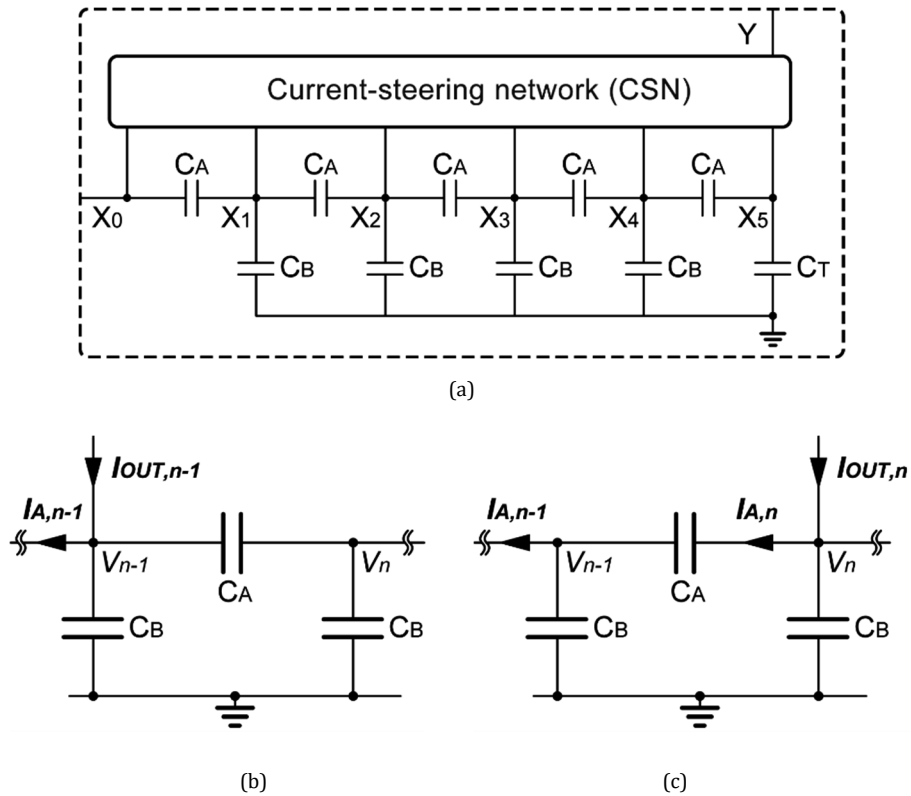 Y
Current-steering network (CSN)
CA CA CA CA CA
X0 X1 X2 X3 X4 X5
CB CB CB CB CT
(a)
IOUT,n-1 IOUT,n
IA,n-1 IA,n-1 IA,n
Vn-1 Vn Vn-1 Vn
CA CA
CB CB CB CB
(b) (c)